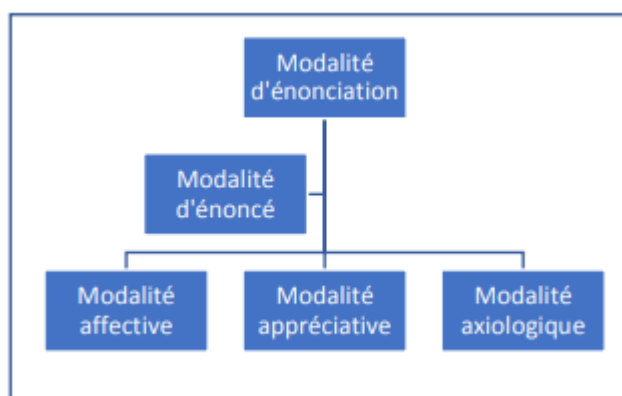 Modalité
d'énonciation
Modalité
d'énoncé
Modalité
affective
Modalité
appréciative
Modalité
axiologique